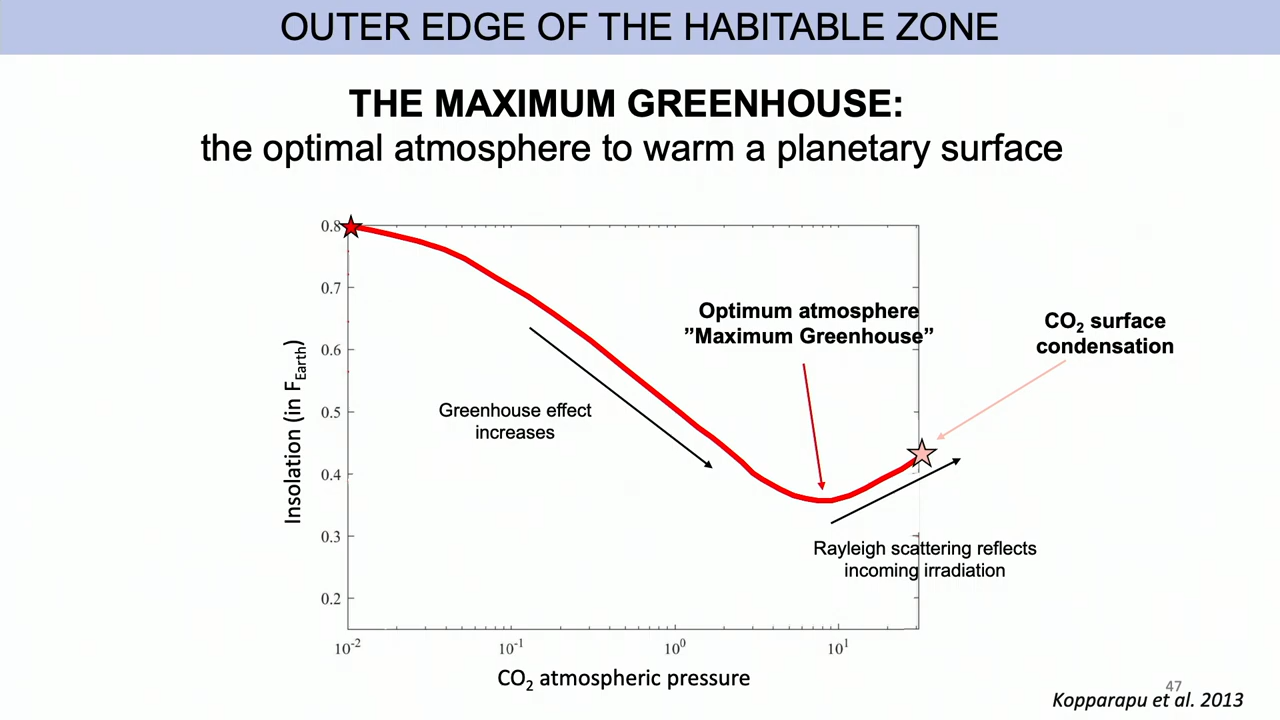 OUTER EDGE OF THE HABITABLE ZONE
THE MAXIMUM GREENHOUSE:
the optimal atmosphere to warm a planetary surface
0.8
0.7
0.6
0.5
0.4
0.3
0.2
Insolation (in F_Earth)
Optimum atmosphere
”Maximum Greenhouse”
CO₂ surface
condensation
Greenhouse effect
increases
Rayleigh scattering reflects
incoming irradiation
10⁻² 10⁻¹ 10⁰ 10¹
CO₂ atmospheric pressure
47
Kopparapu et al. 2013